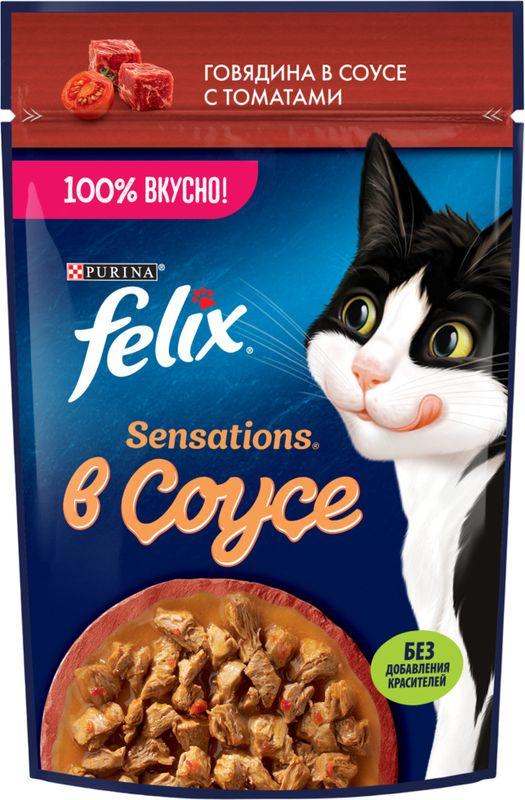 ГОВЯДИНА В СОУСЕ
С ТОМАТАМИ
100% ВКУСНО!
PURINA®
felix®
Sensations®
в Соусе
БЕЗ
ДОБАВЛЕНИЯ
КРАСИТЕЛЕЙ